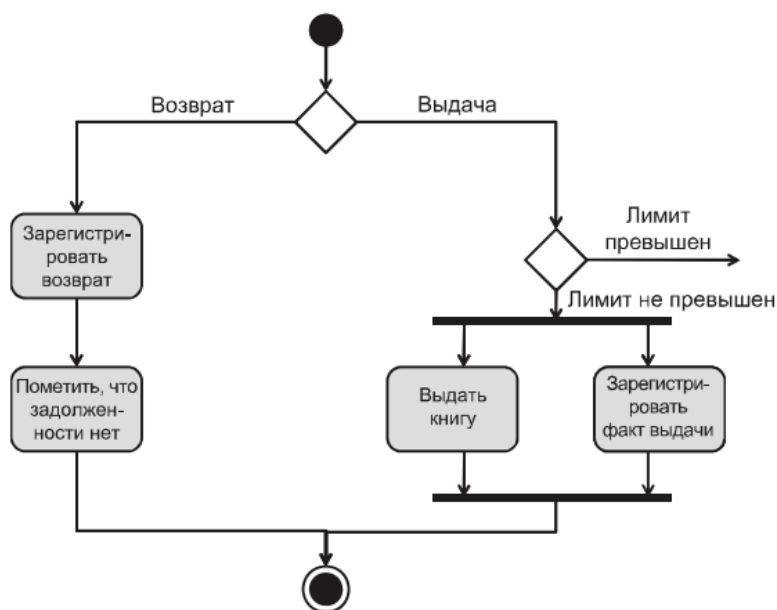 Возврат
Выдача
Зарегистри-
ровать
возврат
Лимит
превышен
Лимит не превышен
Пометить, что
задолжен-
ности нет
Выдать
книгу
Зарегистри-
ровать
факт выдачи